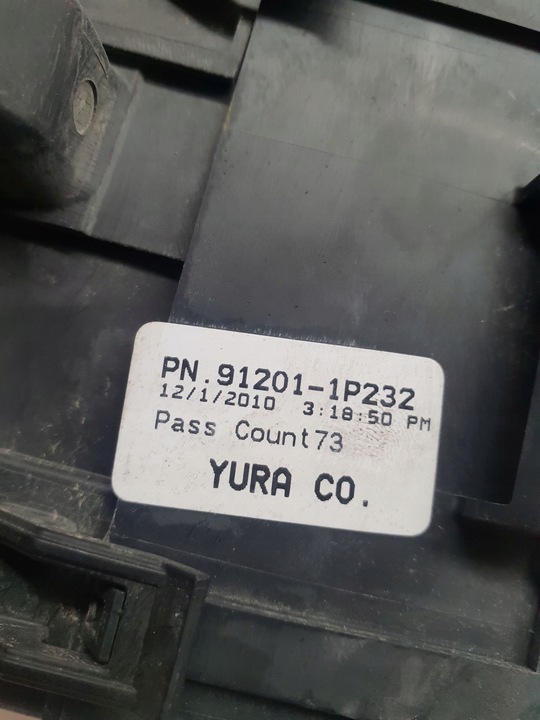 PN.91201-1P232
12/1/2010 3:18:50 PM
Pass Count73
YURA CO.